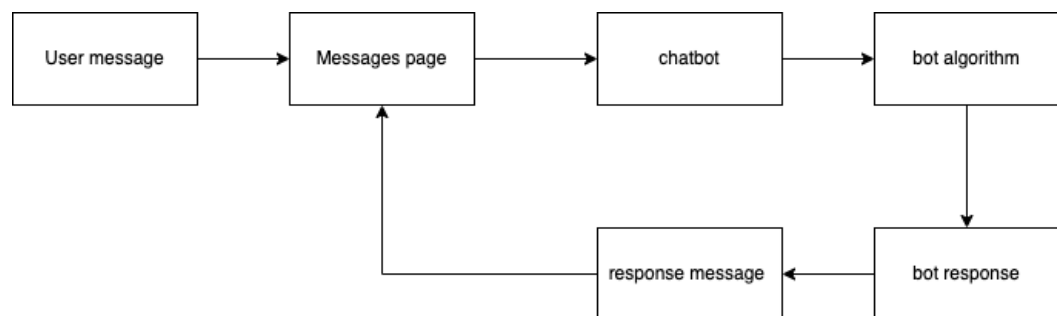 User message
Messages page
chatbot
bot algorithm
response message
bot response